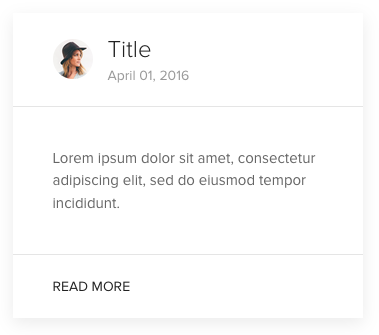 Title
April 01, 2016
Lorem ipsum dolor sit amet, consectetur
adipiscing elit, sed do eiusmod tempor
incididunt.
READ MORE